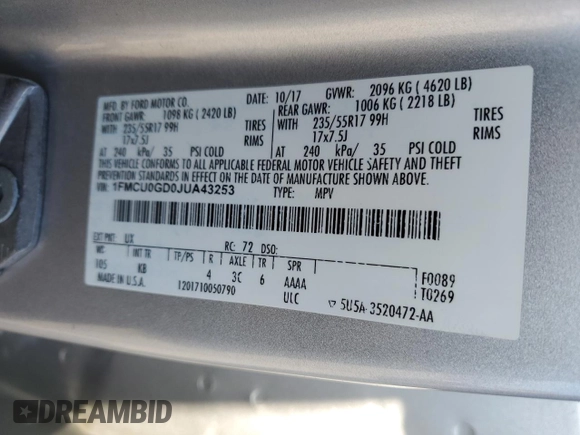 MFD. BY FORD MOTOR CO.
10/17 GVWR: 2096 KG ( 4620 LB)
FRONT GAWR: 1098 KG ( 2420 LB)
REAR GAWR: 1006 KG ( 2218 LB)
WITH 235/55R17 99H TIRES
WITH 235/55R17 99H TIRES
17x7.5J RIMS
17x7.5J RIMS
AT 240 kPa/ 35 PSI COLD
AT 240 kPa/ 35 PSI COLD
THIS VEHICLE CONFORMS TO ALL APPLICABLE FEDERAL MOTOR VEHICLE SAFETY AND THEFT
PREVENTION STANDARDS IN EFFECT ON THE DATE OF MANUFACTURE SHOWN ABOVE.
VIN: 1FMCU0GD0JUA43253
TYPE: MPV
EXT PNT: UX RC: 72 DSO:
WB INT TR TP/PS R AXLE TR SPR
105 KB 4 3C 6 AAAA
F0089
T0269
MADE IN U.S.A.
1201710050790 ULC
5U5A-3520472-AA
DREAMBID